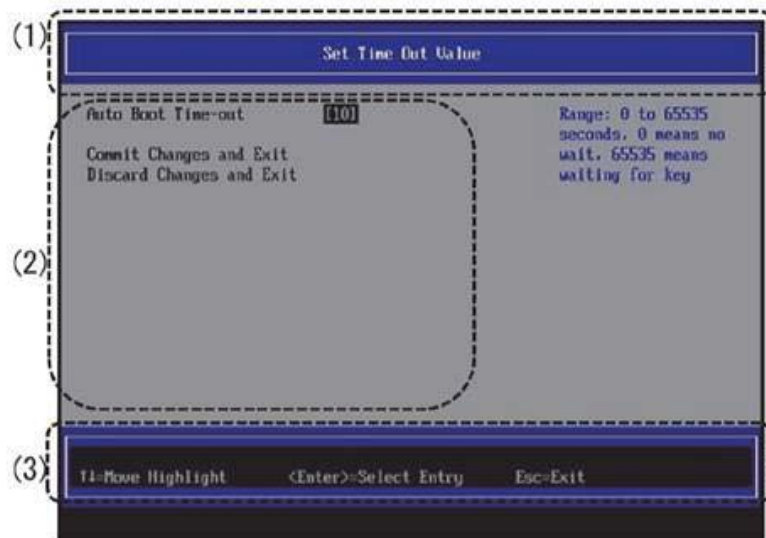 (1)
Set Time Out Value
Auto Boot Time-out [10]
Range: 0 to 65535
seconds, 0 means no
wait, 65535 means
waiting for key
Commit Changes and Exit
Discard Changes and Exit
(2)
(3)
↑↓=Move Highlight <Enter>=Select Entry Esc=Exit